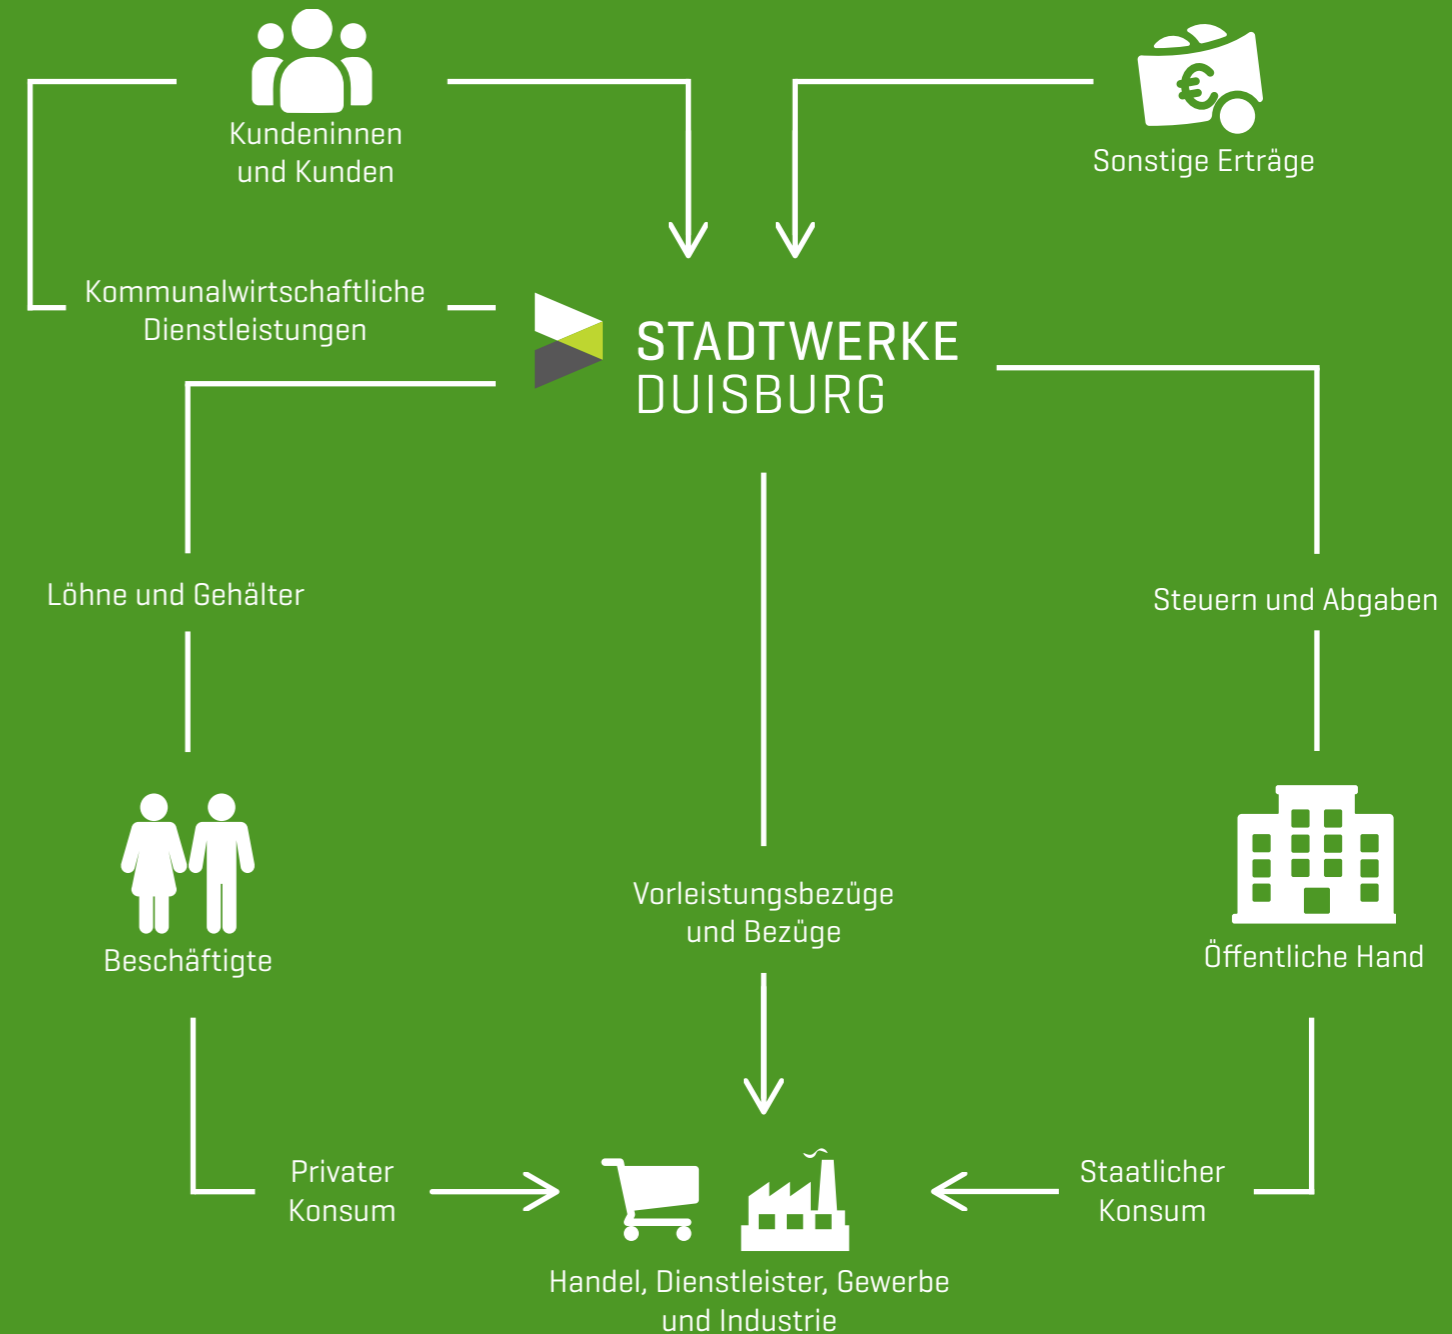 Kundeninnen
und Kunden
Sonstige Erträge
Kommunalwirtschaftliche
Dienstleistungen
STADTWERKE
DUISBURG
Löhne und Gehälter
Steuern und Abgaben
Beschäftigte
Vorleistungsbezüge
und Bezüge
Öffentliche Hand
Privater
Konsum
Staatlicher
Konsum
Handel, Dienstleister, Gewerbe
und Industrie